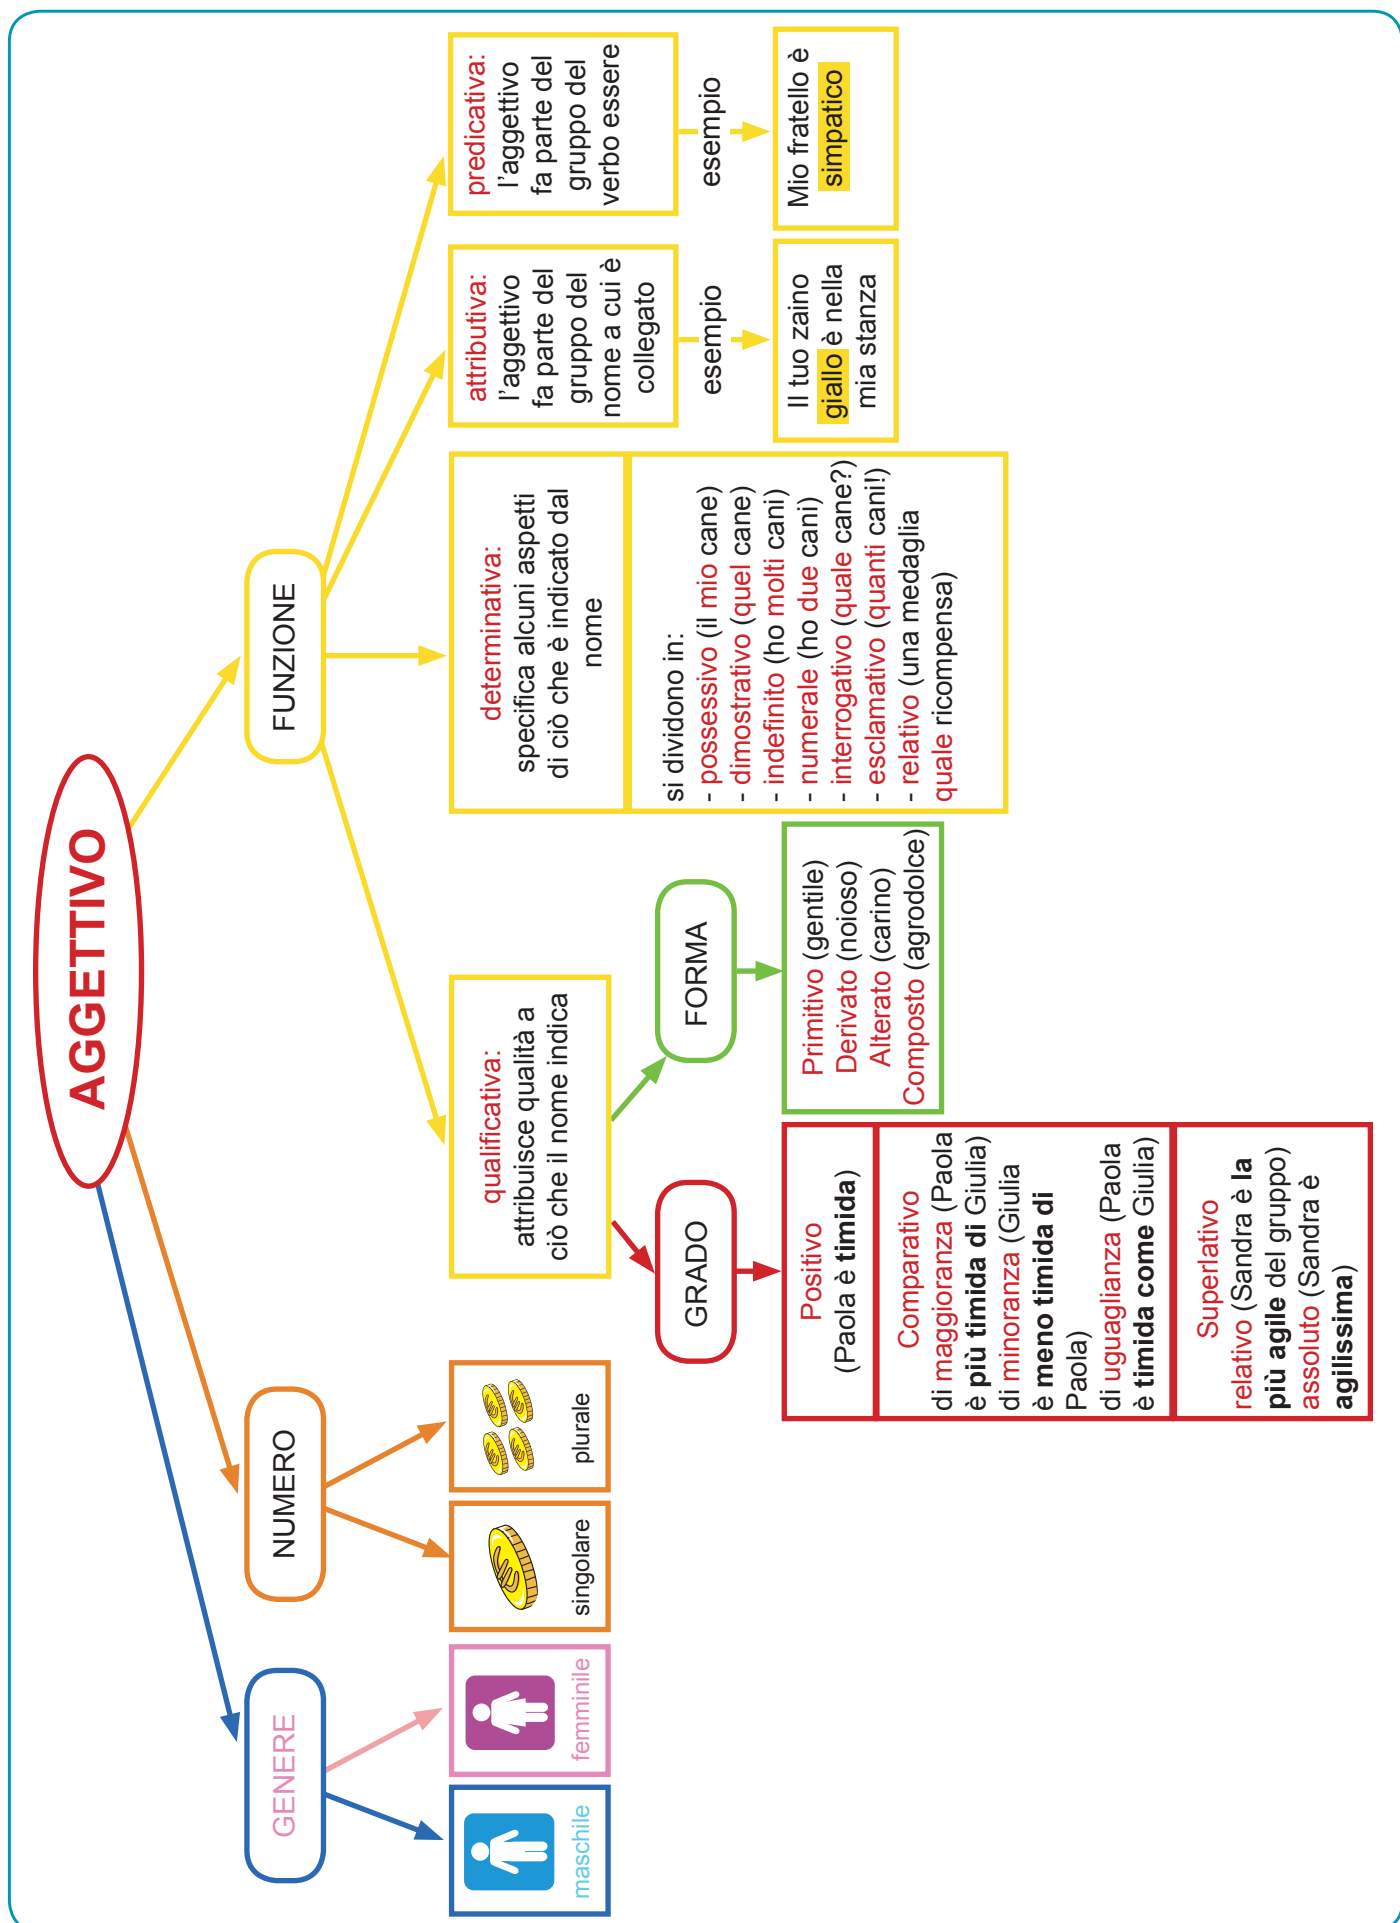 AGGETTIVO
GENERE
NUMERO
FUNZIONE
maschile
femminile
singolare
plurale
qualificativa:
attribuisce qualità a
ciò che il nome indica
determinativa:
specifica alcuni aspetti
di ciò che è indicato dal
nome
si dividono in:
- possessivo (il mio cane)
- dimostrativo (quel cane)
- indefinito (ho molti cani)
- numerale (ho due cani)
- interrogativo (quale cane?)
- esclamativo (quanti cani!)
- relativo (una medaglia
quale ricompensa)
attributiva:
l'aggettivo
fa parte del
gruppo del
nome a cui è
collegato
esempio
Il tuo zaino
giallo è nella
mia stanza
predicativa:
l'aggettivo
fa parte del
gruppo del
verbo essere
esempio
Mio fratello è
simpatico
GRADO
FORMA
Positivo
(Paola è timida)
Comparativo
di maggioranza (Paola
è più timida di Giulia)
di minoranza (Giulia
è meno timida di
Paola)
di uguaglianza (Paola
è timida come Giulia)
Superlativo
relativo (Sandra è la
più agile del gruppo)
assoluto (Sandra è
agilissima)
Primitivo (gentile)
Derivato (noioso)
Alterato (carino)
Composto (agrodolce)